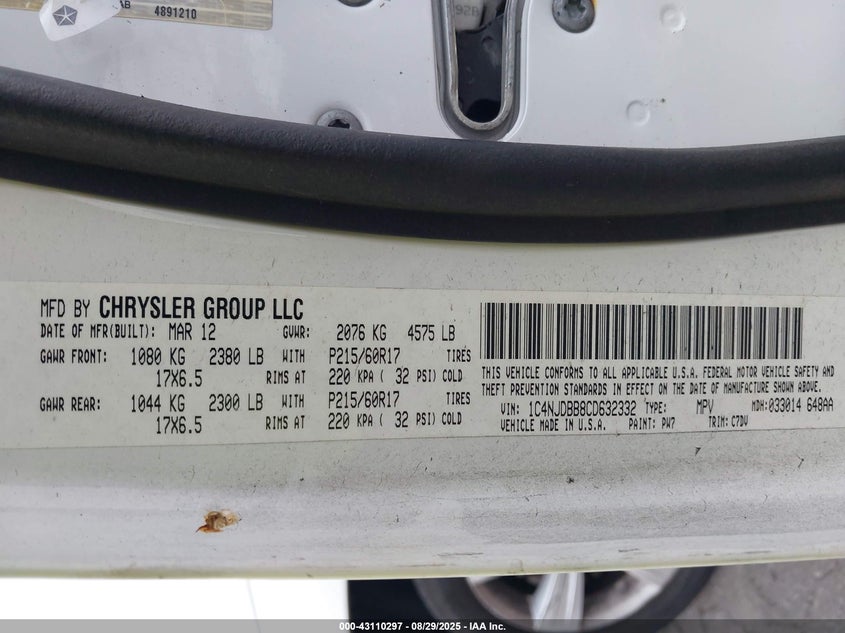 AB 4891210
928
MFD BY CHRYSLER GROUP LLC
DATE OF MFR(BUILT): MAR 12 GVWR: 2076 KG 4575 LB
GAWR FRONT: 1080 KG 2380 LB WITH P215/60R17 TIRES
17X6.5 RIMS AT 220 KPA ( 32 PSI) COLD
GAWR REAR: 1044 KG 2300 LB WITH P215/60R17 TIRES
17X6.5 RIMS AT 220 KPA ( 32 PSI) COLD
THIS VEHICLE CONFORMS TO ALL APPLICABLE U.S.A. FEDERAL MOTOR VEHICLE SAFETY AND
THEFT PREVENTION STANDARDS IN EFFECT ON THE DATE OF MANUFACTURE SHOWN ABOVE.
VIN: 1C4NJDBB8CD632332 TYPE: MPV MDH:033014 648AA
VEHICLE MADE IN U.S.A. PAINT: PW7 TRIM: C7DV
000-43110297 - 08/29/2025 - IAA Inc.